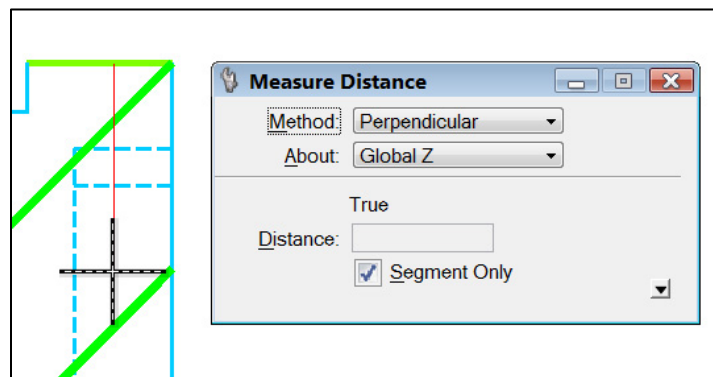 Measure Distance
Method: Perpendicular
About: Global Z
True
Distance:
Segment Only